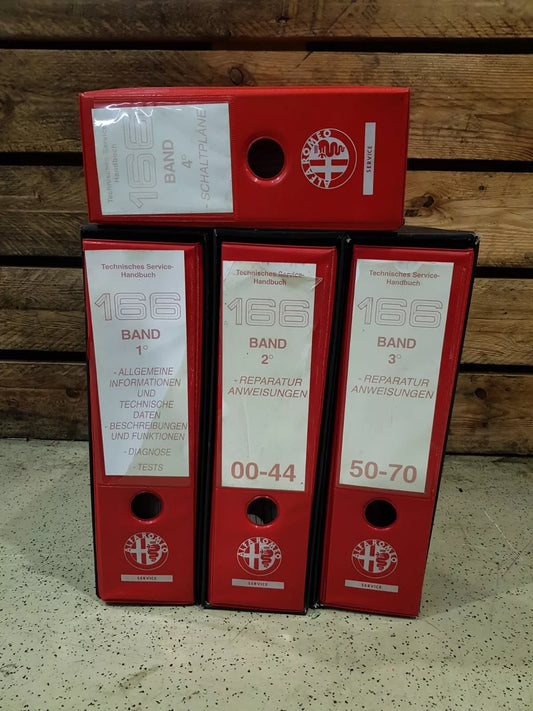 Technisches Service-
Handbuch
166
BAND
4°
- SCHALTPLÄNE
ALFA ROMEO
SERVICE
Technisches Service-
Handbuch
166
BAND
1°
- ALLGEMEINE
INFORMATIONEN
UND
TECHNISCHE
DATEN
- BESCHREIBUNGEN
UND FUNKTIONEN
- DIAGNOSE
- TESTS
ALFA ROMEO
SERVICE
Technisches Service-
Handbuch
166
BAND
2°
- REPARATUR
ANWEISUNGEN
00-44
ALFA ROMEO
SERVICE
Technisches Service-
Handbuch
166
BAND
3°
- REPARATUR
ANWEISUNGEN
50-70
ALFA ROMEO
SERVICE